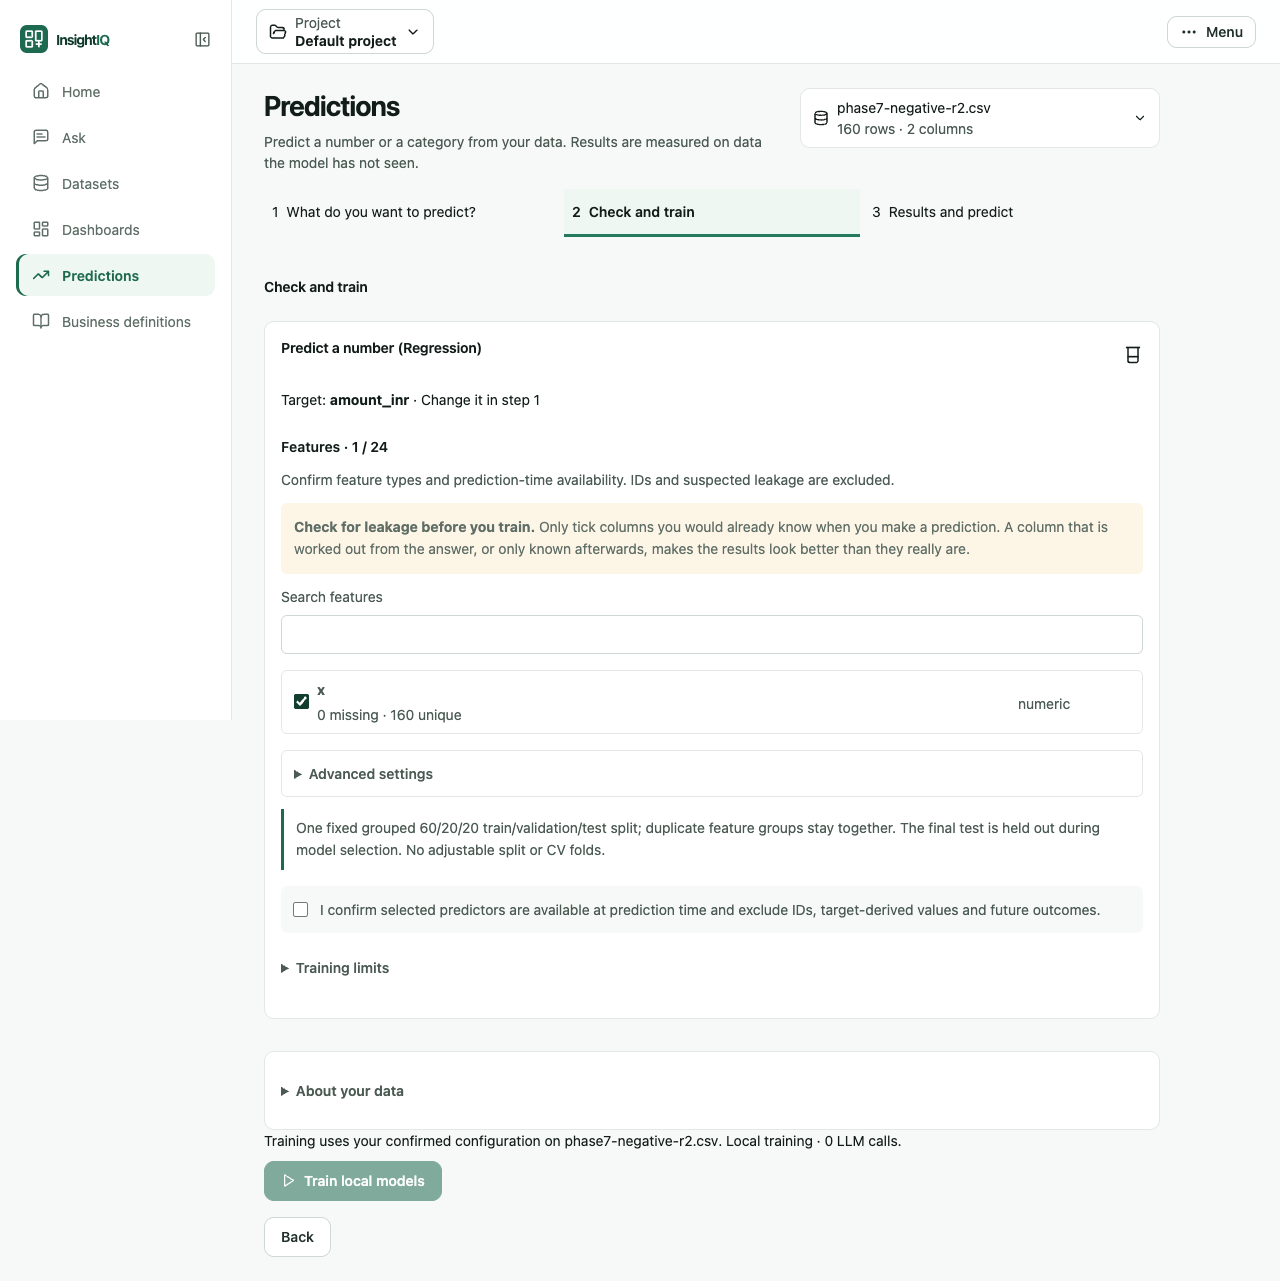 InsightIQ
Project
Default project
Menu
Home
Ask
Datasets
Dashboards
Predictions
Business definitions
Predictions
Predict a number or a category from your data. Results are measured on data
the model has not seen.
phase7-negative-r2.csv
160 rows · 2 columns
1 What do you want to predict?
2 Check and train
3 Results and predict
Check and train
Predict a number (Regression)
Target: amount_inr · Change it in step 1
Features · 1 / 24
Confirm feature types and prediction-time availability. IDs and suspected leakage are excluded.
Check for leakage before you train. Only tick columns you would already know when you make a prediction. A column that is
worked out from the answer, or only known afterwards, makes the results look better than they really are.
Search features
x
0 missing · 160 unique
numeric
Advanced settings
One fixed grouped 60/20/20 train/validation/test split; duplicate feature groups stay together. The final test is held out during
model selection. No adjustable split or CV folds.
I confirm selected predictors are available at prediction time and exclude IDs, target-derived values and future outcomes.
Training limits
About your data
Training uses your confirmed configuration on phase7-negative-r2.csv. Local training · 0 LLM calls.
Train local models
Back